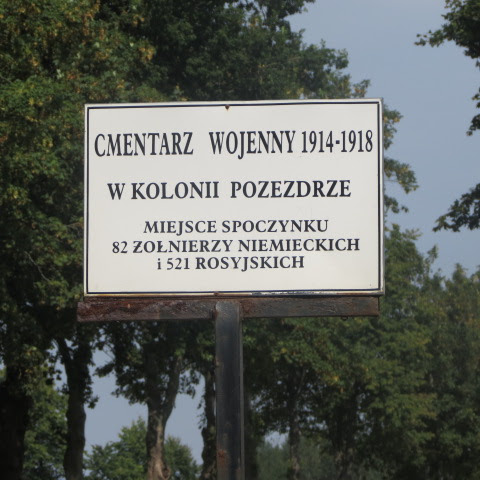 CMENTARZ WOJENNY 1914-1918
W KOLONII POZEZDRZE
MIEJSCE SPOCZYNKU
82 ŻOŁNIERZY NIEMIECKICH
i 521 ROSYJSKICH